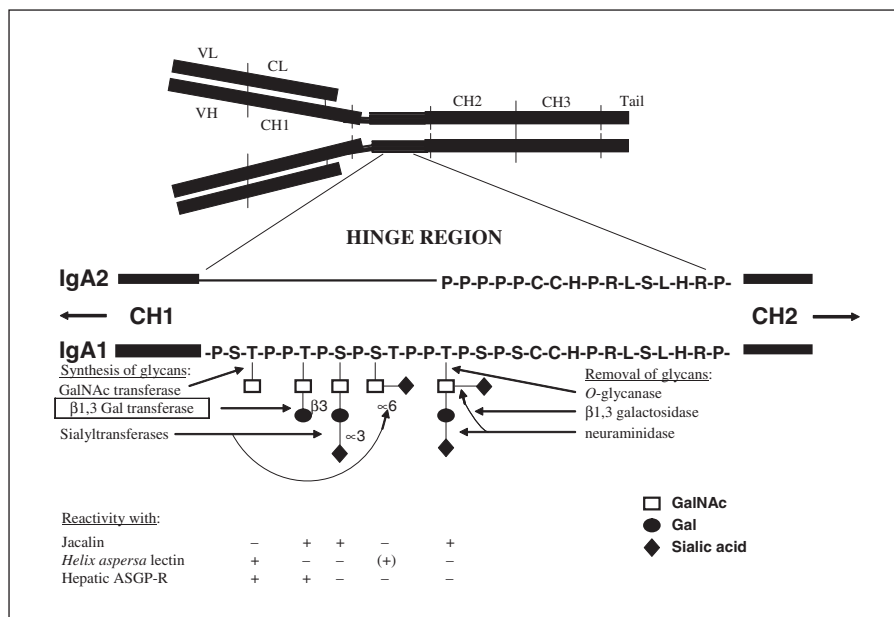 VL
CL
CH2
CH3
Tail
VH
CH1
HINGE REGION
IgA2
P-P-P-P-P-C-C-H-P-R-L-S-L-H-R-P-
CH1
CH2
IgA1
-P-S-T-P-P-T-P-S-P-S-T-P-P-T-P-S-P-S-C-C-H-P-R-L-S-L-H-R-P-
Synthesis of glycans:
Removal of glycans:
GalNAc transferase
O-glycanase
β1,3 Gal transferase
β3
∝6
β1,3 galactosidase
Sialyltransferases
∝3
neuraminidase
GalNAc
Gal
Sialic acid
Reactivity with:
Jacalin – + + – +
Helix aspersa lectin + – – (+) –
Hepatic ASGP-R + + – – –